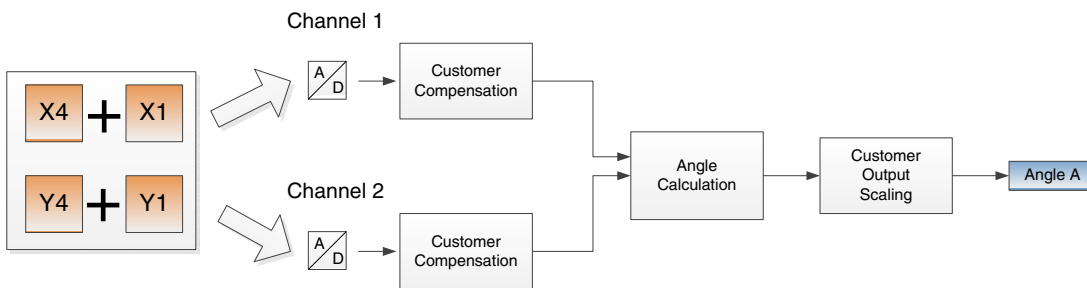 Channel 1
A
D
Customer
Compensation
X4 + X1
Y4 + Y1
Channel 2
A
D
Customer
Compensation
Angle
Calculation
Customer
Output
Scaling
Angle A